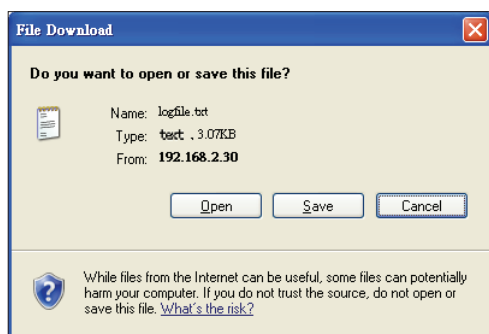 File Download
Do you want to open or save this file?
Name: logfile.txt
Type: text , 3.07KB
From: 192.168.2.30
Open Save Cancel
While files from the Internet can be useful, some files can potentially
harm your computer. If you do not trust the source, do not open or
save this file. What's the risk?